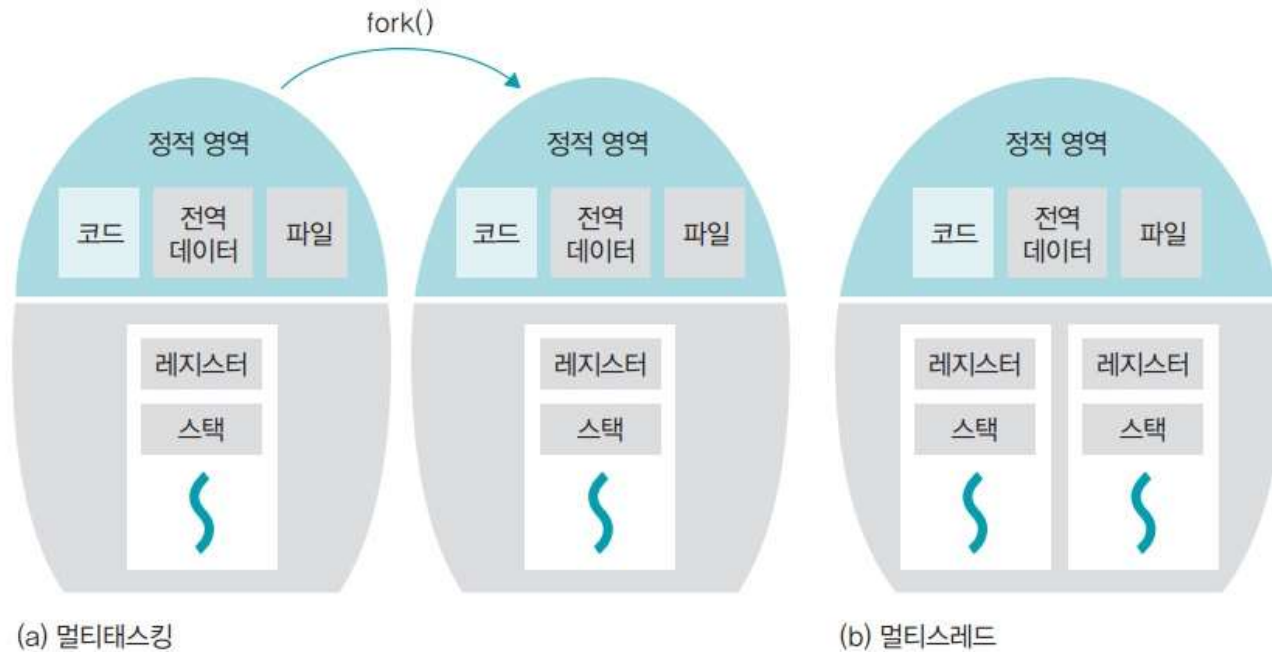 fork()
정적 영역
코드
전역
데이터
파일
레지스터
스택
정적 영역
코드
전역
데이터
파일
레지스터
스택
(a) 멀티태스킹
정적 영역
코드
전역
데이터
파일
레지스터
스택
레지스터
스택
(b) 멀티스레드